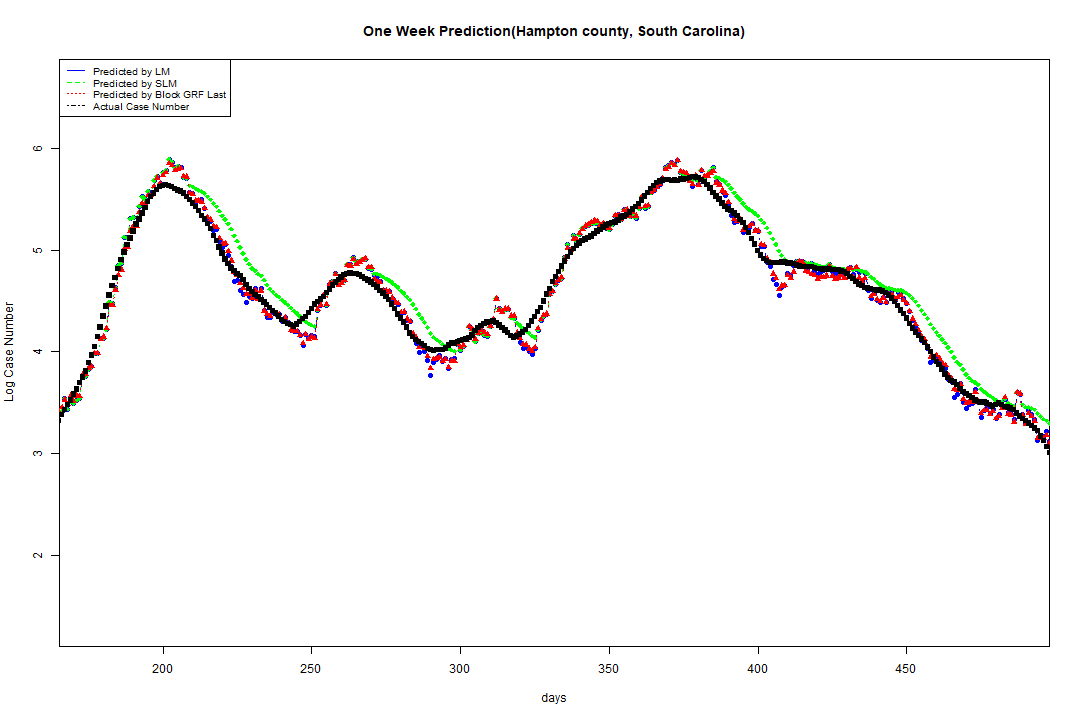 One Week Prediction(Hampton county, South Carolina)
Predicted by LM
Predicted by SLM
Predicted by Block GRF Last
Actual Case Number
6
5
4
3
2
Log Case Number
200 250 300 350 400 450
days